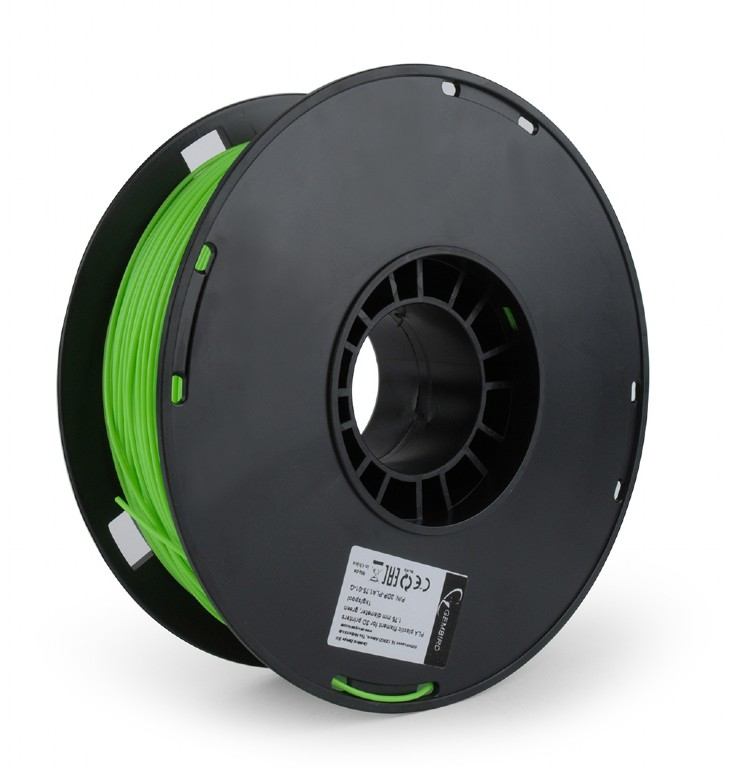 GEMBIRD
PLA plastic filament for 3D printers
1.75 mm diameter, green
1kg/spool
P/N: 3DP-PLA1.75-01-G
CE EAC
Made
in China